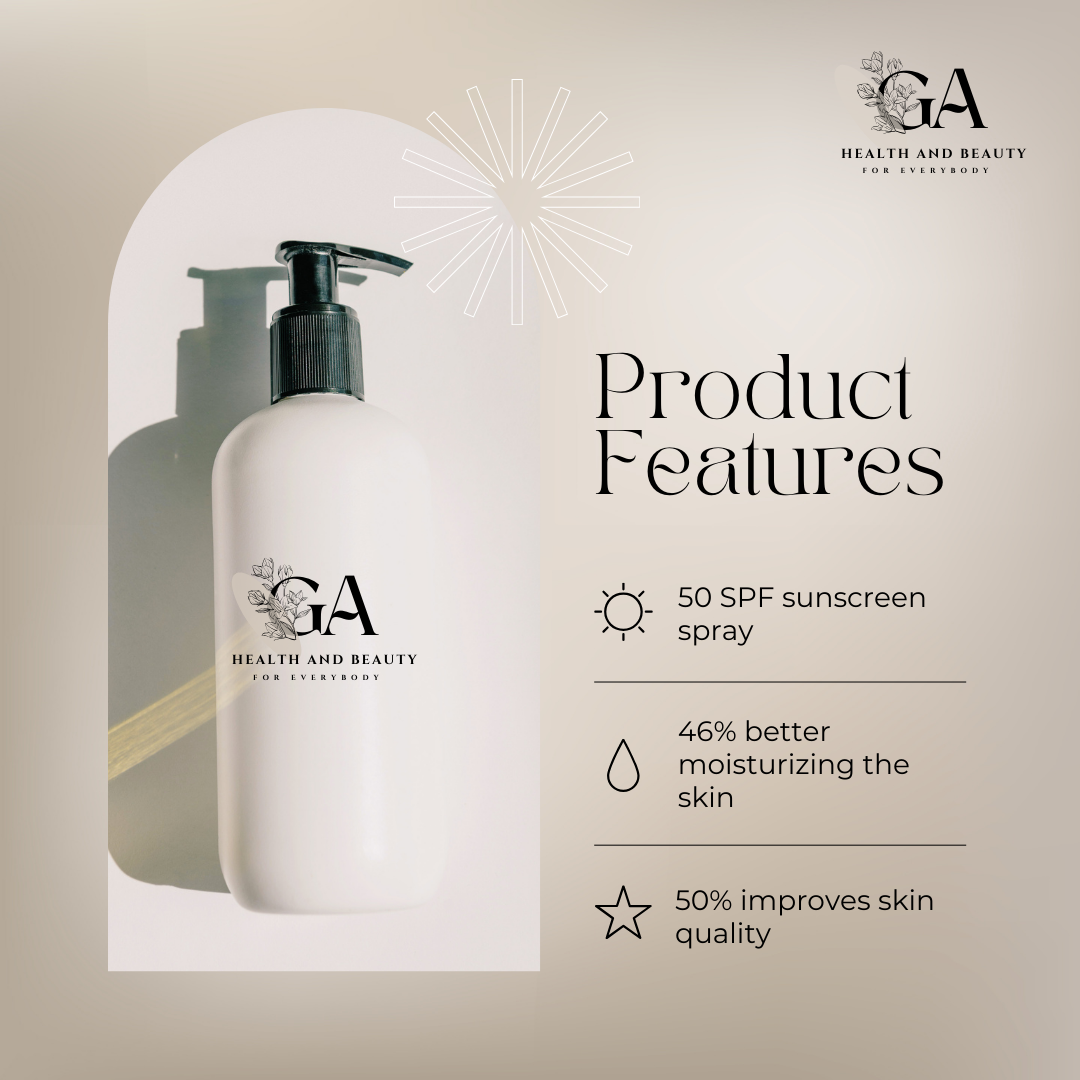 GA
HEALTH AND BEAUTY
FOR EVERYBODY
Product
Features
GA
HEALTH AND BEAUTY
FOR EVERYBODY
50 SPF sunscreen
spray
46% better
moisturizing the
skin
50% improves skin
quality